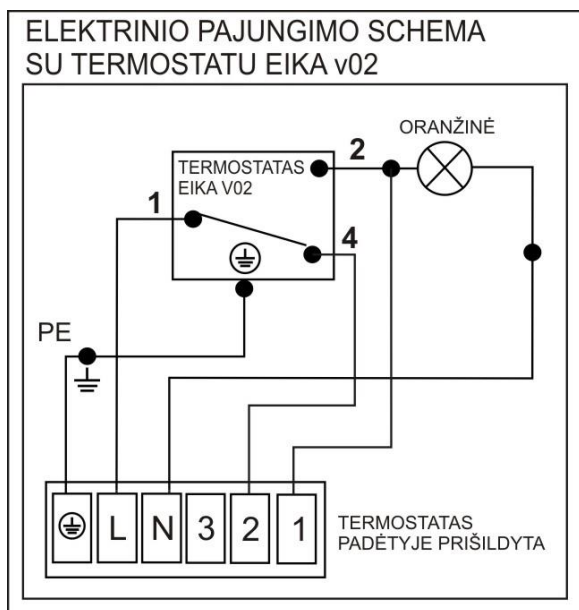 ELEKTRINIO PAJUNGIMO SCHEMA
SU TERMOSTATU EIKA v02
ORANŽINĖ
TERMOSTATAS
EIKA V02
2
1
4
PE
L N 3 2 1
TERMOSTATAS
PADĖTYJE PRIŠILDYTA